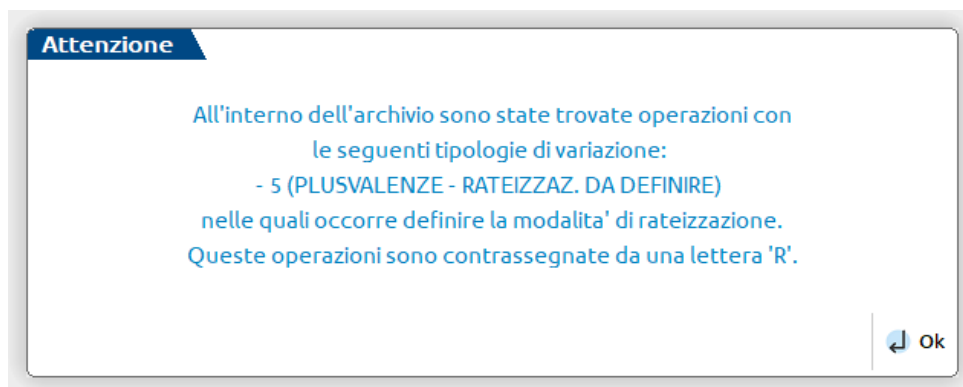 Attenzione
All'interno dell'archivio sono state trovate operazioni con
le seguenti tipologie di variazione:
- 5 (PLUSVALENZE - RATEIZZAZ. DA DEFINIRE)
nelle quali occorre definire la modalita' di rateizzazione.
Queste operazioni sono contrassegnate da una lettera 'R'.
Ok